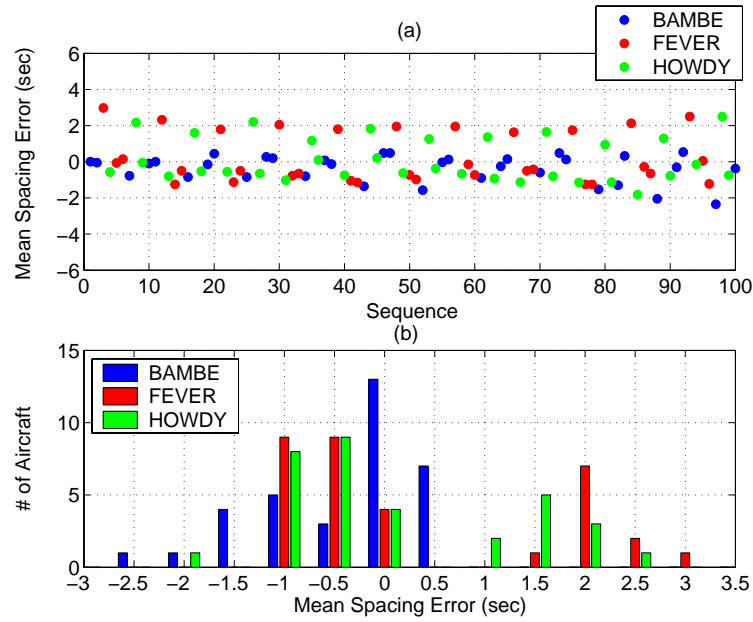 (a)
BAMBE
FEVER
HOWDY
Mean Spacing Error (sec)
6
4
2
0
−2
−4
−6
0 10 20 30 40 50 60 70 80 90 100
Sequence
(b)
BAMBE
FEVER
HOWDY
# of Aircraft
15
10
5
0
−3 −2.5 −2 −1.5 −1 −0.5 0 0.5 1 1.5 2 2.5 3 3.5
Mean Spacing Error (sec)